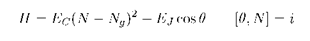 H = E_C(N − N_g)^2 − E_J cos θ    [θ, N] = i